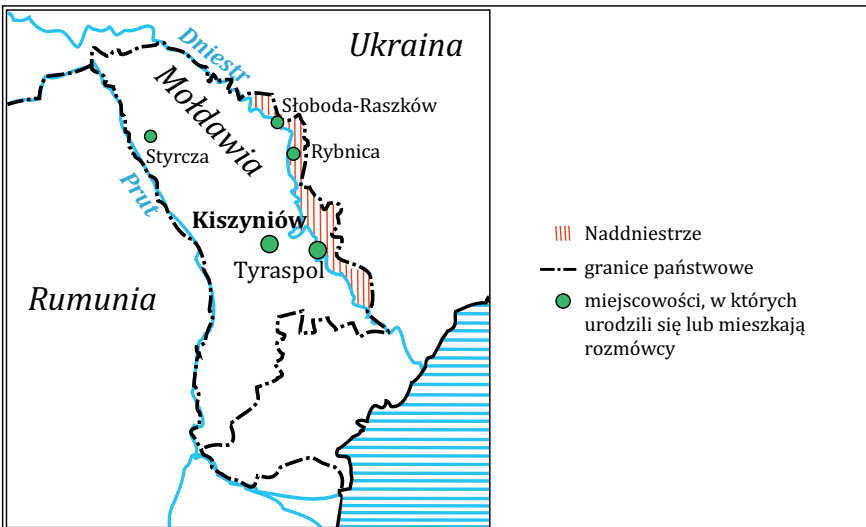 Ukraina
Dniestr
Mołdawia
Słoboda-Raszków
Styrcza
Rybnica
Prut
Kiszyniów
Tyraspol
Rumunia
Naddniestrze
granice państwowe
miejscowości, w których
urodzili się lub mieszkają
rozmówcy